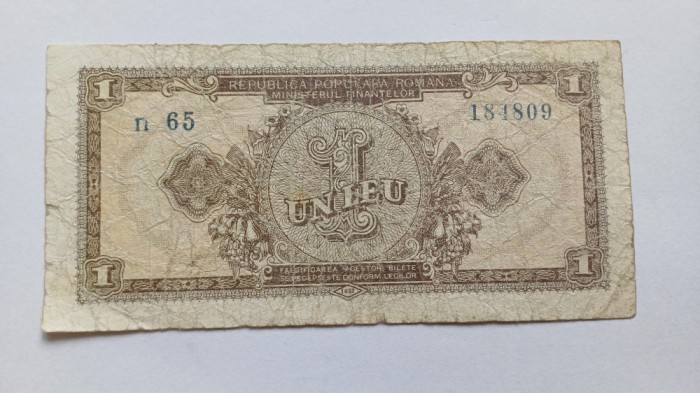 1
1
REPUBLICA POPULARA ROMANA
MINISTERUL FINANTELOR
n 65
184809
1
UN LEU
1
1
FALSIFICAREA ACESTOR BILETE
SE PEDEPSESTE CONFORM LEGILOR